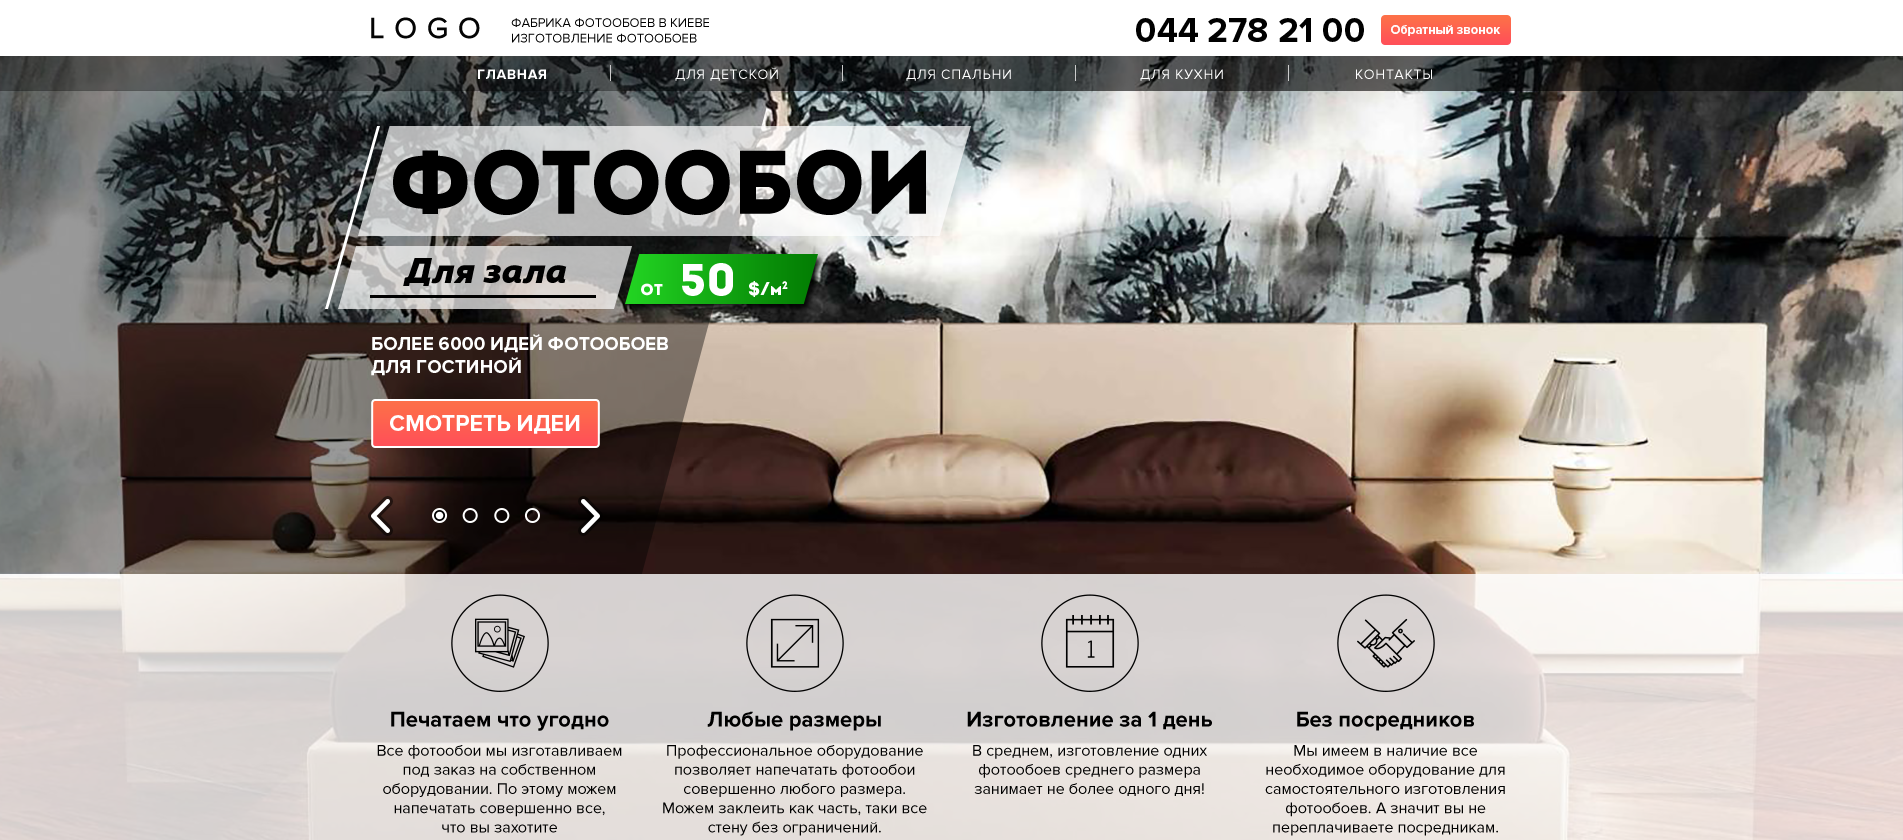 LOGO
ФАБРИКА ФОТООБОЕВ В КИЕВЕ
ИЗГОТОВЛЕНИЕ ФОТООБОЕВ
044 278 21 00
Обратный звонок
ГЛАВНАЯ
ДЛЯ ДЕТСКОЙ
ДЛЯ СПАЛЬНИ
ДЛЯ КУХНИ
КОНТАКТЫ
ФОТООБОИ
Для зала
от 50 $/м²
БОЛЕЕ 6000 ИДЕЙ ФОТООБОЕВ
ДЛЯ ГОСТИНОЙ
СМОТРЕТЬ ИДЕИ
1
Печатаем что угодно
Все фотообои мы изготавливаем
под заказ на собственном
оборудовании. По этому можем
напечатать совершенно все,
что вы захотите
Любые размеры
Профессиональное оборудование
позволяет напечатать фотообои
совершенно любого размера.
Можем заклеить как часть, таки все
стену без ограничений.
Изготовление за 1 день
В среднем, изготовление одних
фотообоев среднего размера
занимает не более одного дня!
Без посредников
Мы имеем в наличие все
необходимое оборудование для
самостоятельного изготовления
фотообоев. А значит вы не
переплачиваете посредникам.